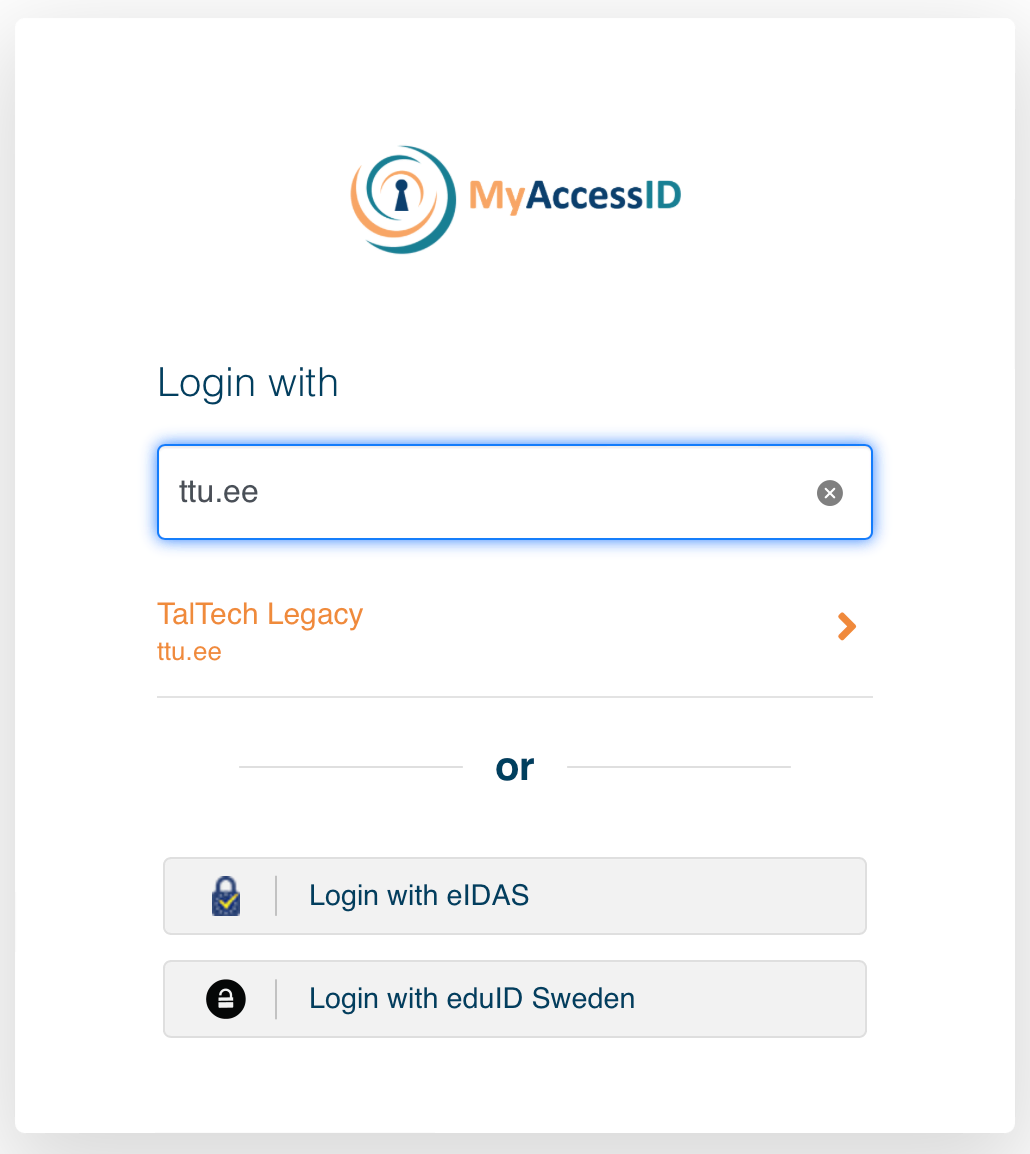 MyAccessID
Login with
ttu.ee
TalTech Legacy
ttu.ee
or
Login with eIDAS
Login with eduID Sweden